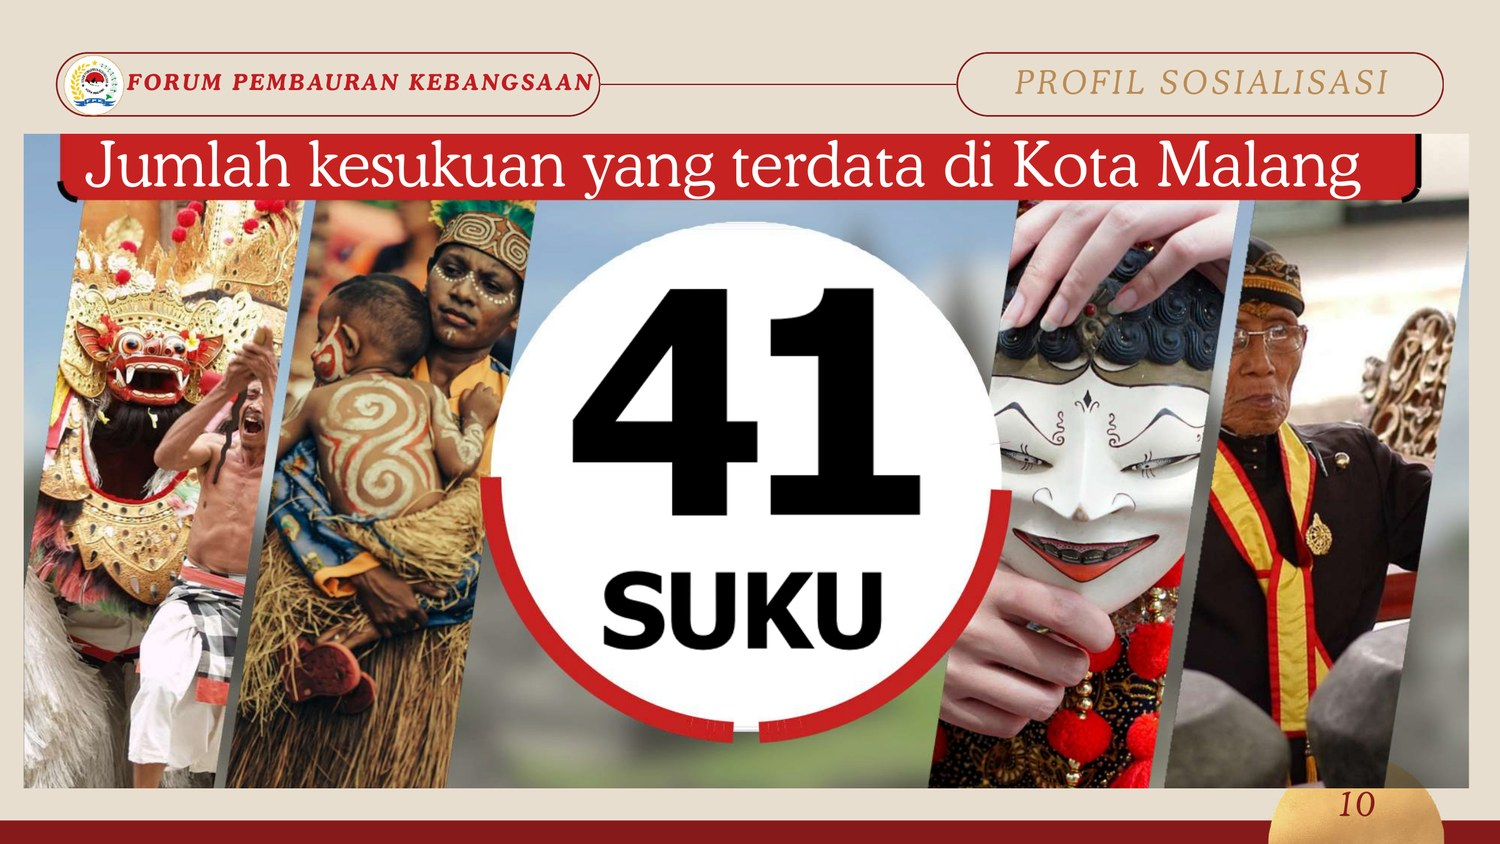 FORUM PEMBAURAN KEBANGSAAN
PROFIL SOSIALISASI
Jumlah kesukuan yang terdata di Kota Malang
41
SUKU
10